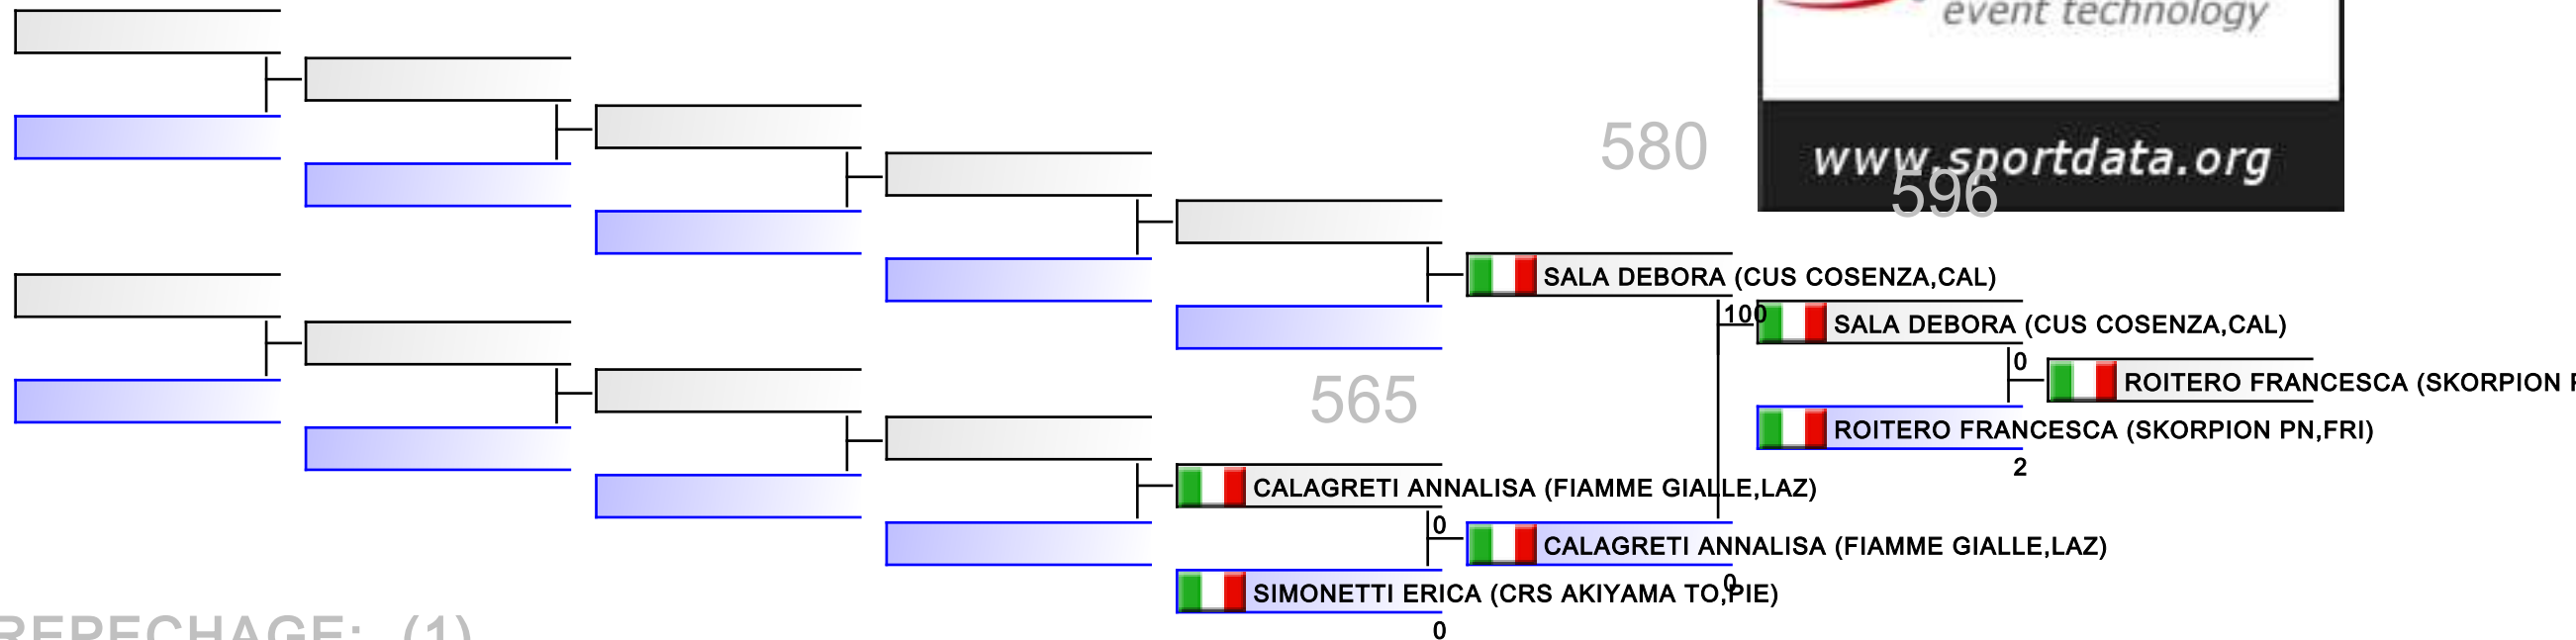 event technology
580
www.sportdata.org
596
SALA DEBORA (CUS COSENZA,CAL)
100
SALA DEBORA (CUS COSENZA,CAL)
0
ROITERO FRANCESCA (SKORPION
565
ROITERO FRANCESCA (SKORPION PN,FRI)
2
CALAGRETI ANNALISA (FIAMME GIALLE,LAZ)
0
CALAGRETI ANNALISA (FIAMME GIALLE,LAZ)
0
SIMONETTI ERICA (CRS AKIYAMA TO,PIE)
0
REPECHAGE: (1)